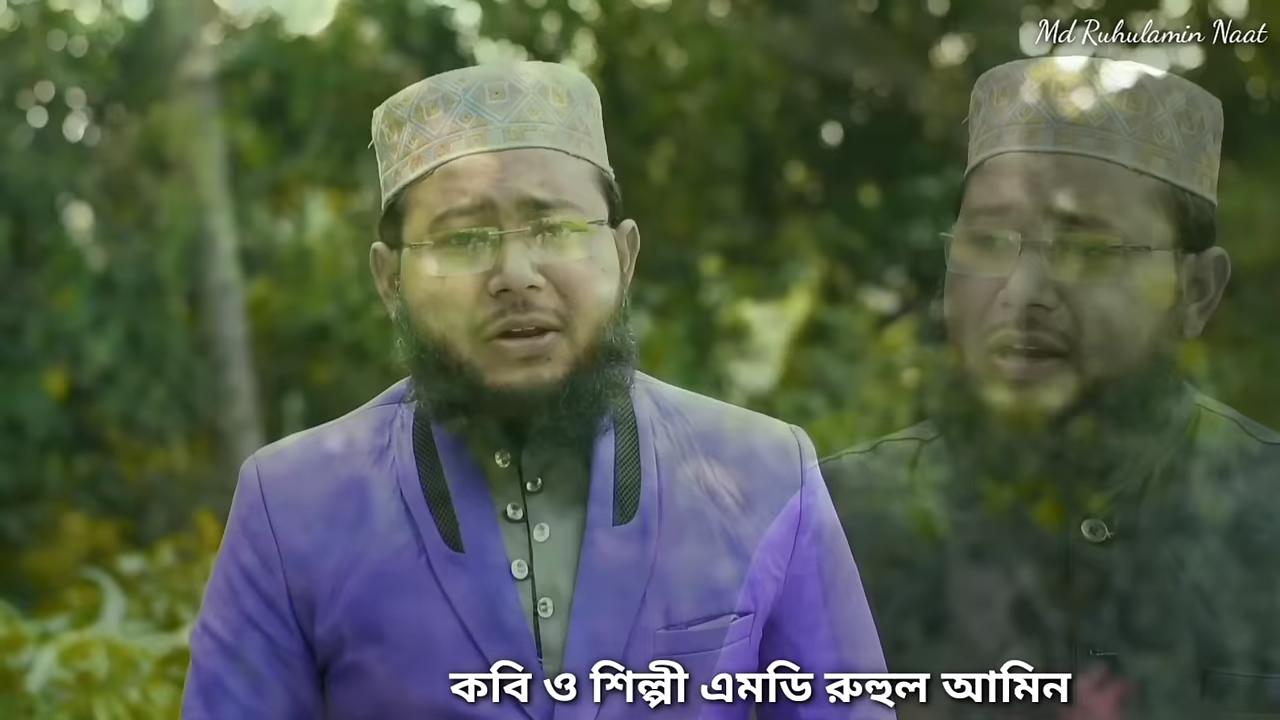 Md Ruhulamin Naat
কবি ও শিল্পী এমডি রুহুল আমিন